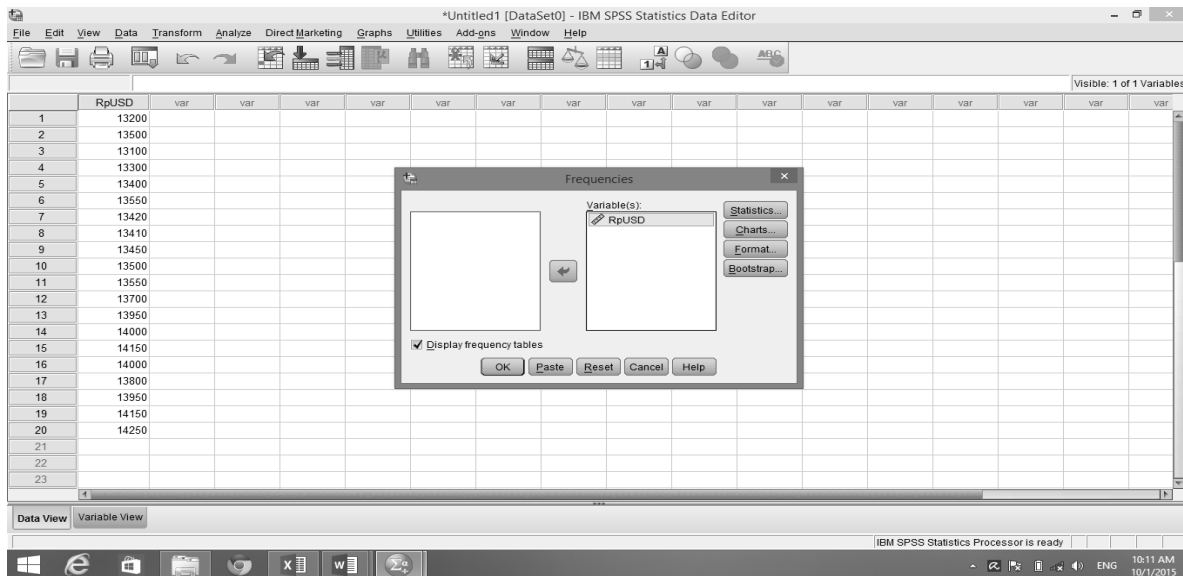 *Untitled1 [DataSet0] - IBM SPSS Statistics Data Editor
File Edit View Data Transform Analyze Direct Marketing Graphs Utilities Add-ons Window Help
Visible: 1 of 1 Variables
RpUSD var var var var var var var var var var var var var var var
1 13200
2 13500
3 13100
4 13300
5 13400
6 13550
7 13420
8 13410
9 13450
10 13500
11 13550
12 13700
13 13950
14 14000
15 14150
16 14000
17 13800
18 13950
19 14150
20 14250
21
22
23
Frequencies
Variable(s):
RpUSD
Statistics...
Charts...
Format...
Bootstrap...
Display frequency tables
OK Paste Reset Cancel Help
Data View Variable View
IBM SPSS Statistics Processor is ready
ENG 10:11 AM
10/1/2015